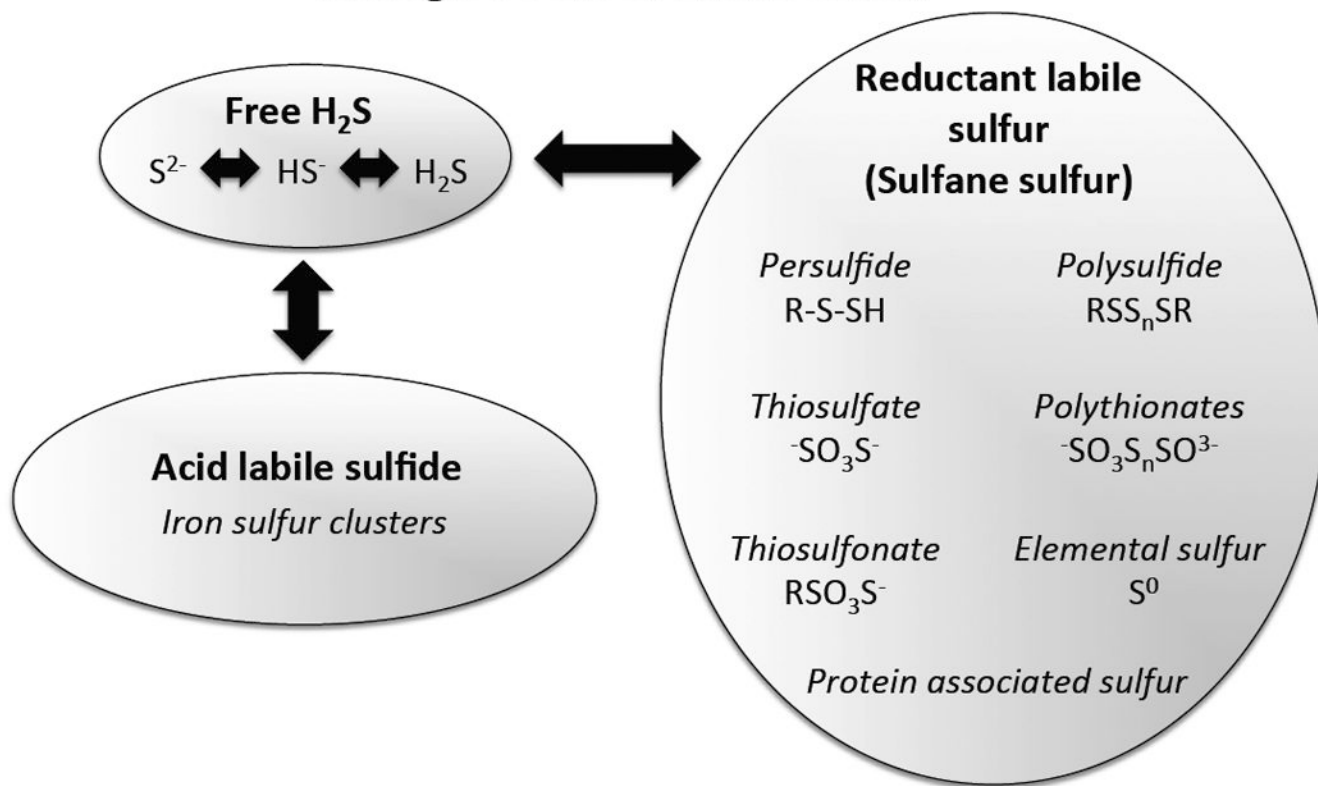 Free H₂S
S²⁻ HS⁻ H₂S
Reductant labile
sulfur
(Sulfane sulfur)
Persulfide Polysulfide
R-S-SH RSSₙSR
Thiosulfate Polythionates
⁻SO₃S⁻ ⁻SO₃SₙSO³⁻
Thiosulfonate Elemental sulfur
RSO₃S⁻ S⁰
Protein associated sulfur
Acid labile sulfide
Iron sulfur clusters